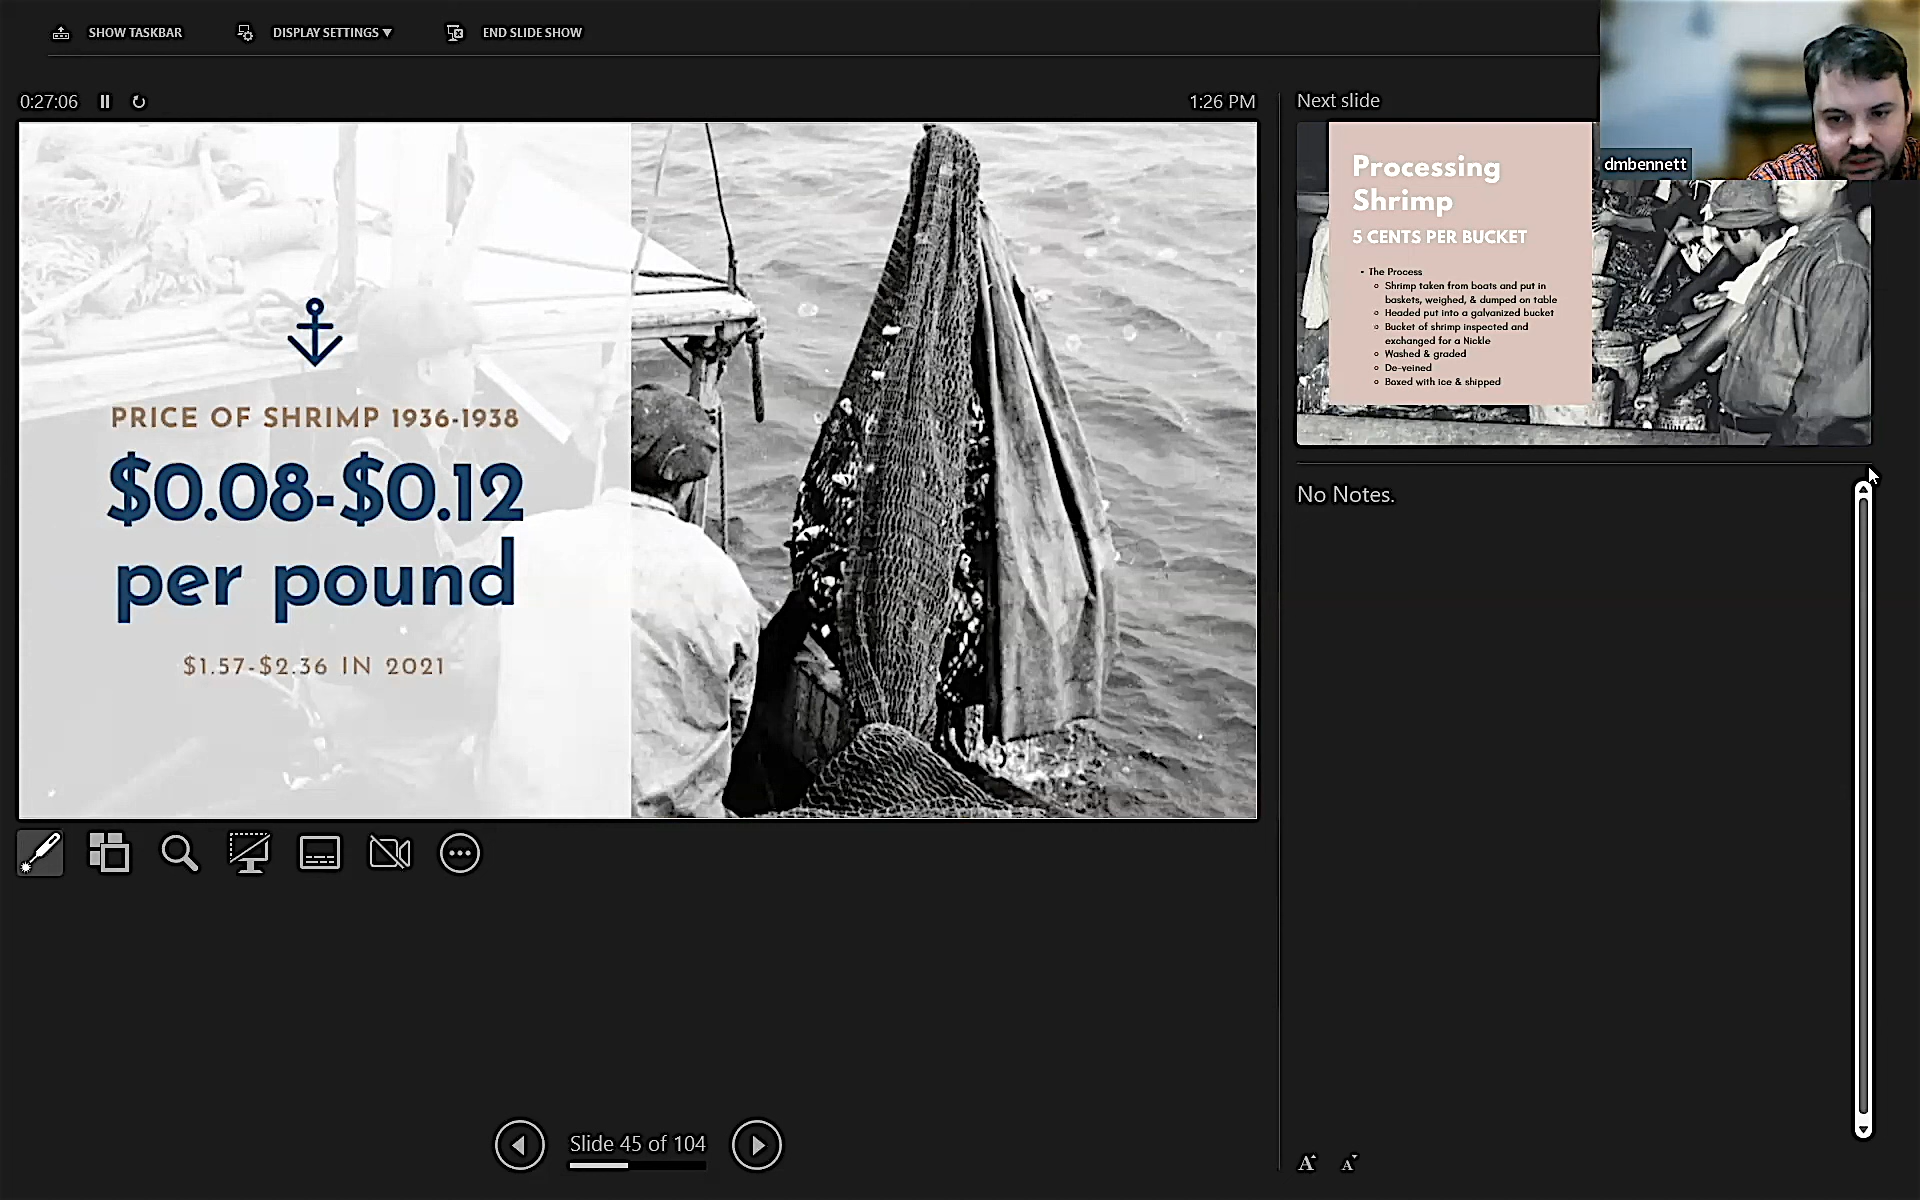 SHOW TASKBAR
DISPLAY SETTINGS ▼
END SLIDE SHOW
0:27:06
1:26 PM
Next slide
PRICE OF SHRIMP 1936-1938
$0.08-$0.12
per pound
$1.57-$2.36 IN 2021
Processing
Shrimp
5 CENTS PER BUCKET
• The Process
Shrimp taken from boats and put in
baskets, weighed, & dumped on table
Headed put into a galvanized bucket
Bucket of shrimp inspected and
exchanged for a Nickle
Washed & graded
De-veined
Boxed with ice & shipped
dmbennett
No Notes.
Slide 45 of 104
A A